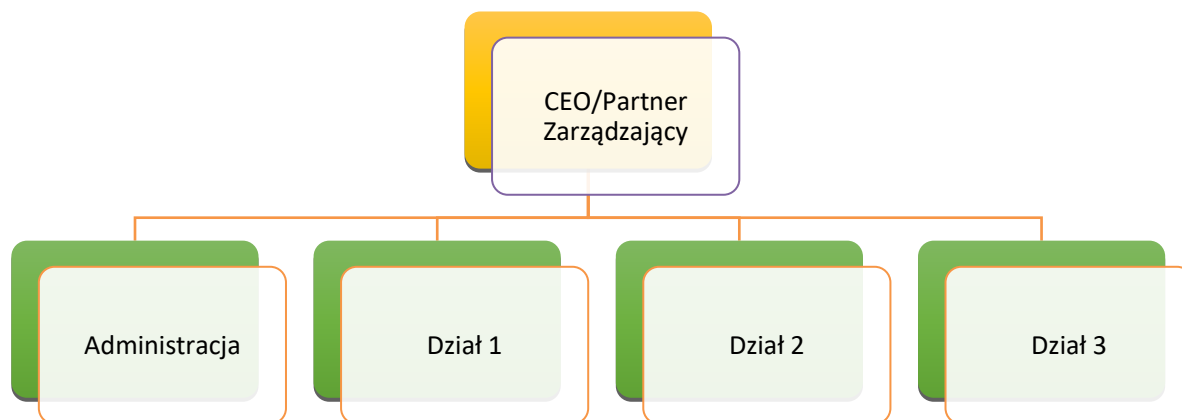 CEO/Partner
Zarządzający
Administracja
Dział 1
Dział 2
Dział 3